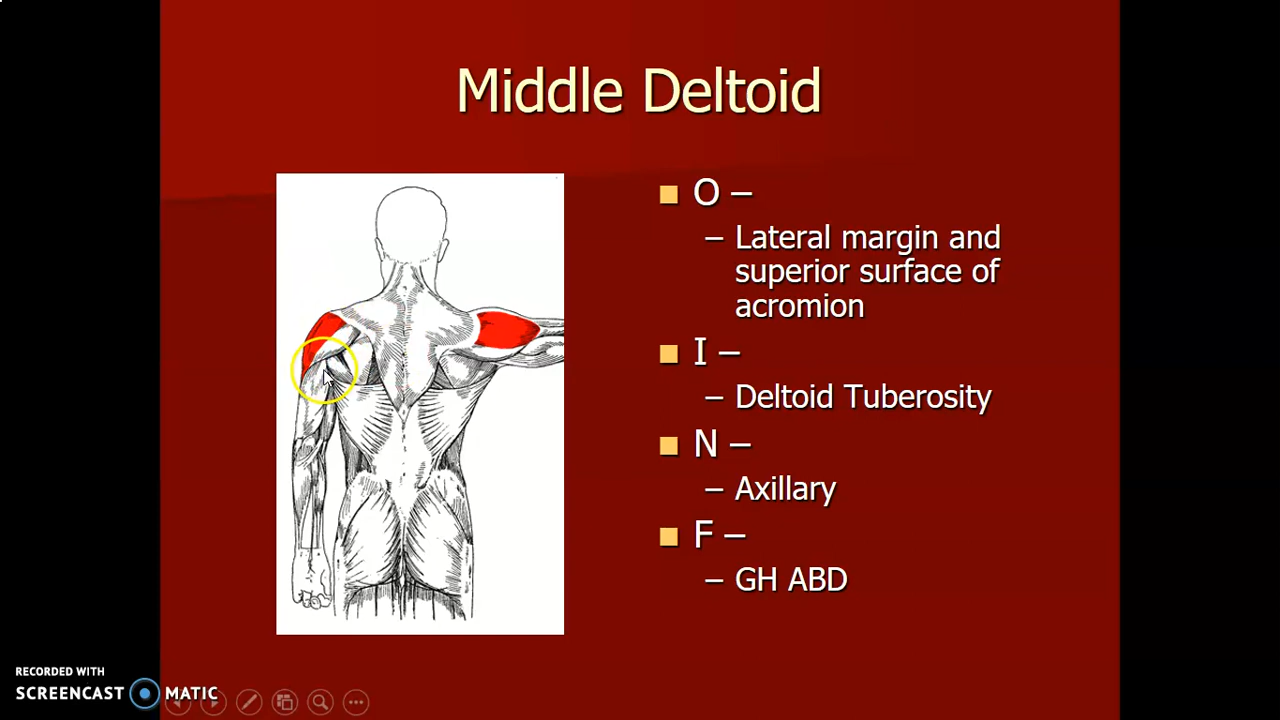 Middle Deltoid
O –
– Lateral margin and
superior surface of
acromion
I –
– Deltoid Tuberosity
N –
– Axillary
F –
– GH ABD
RECORDED WITH
SCREENCAST MATIC